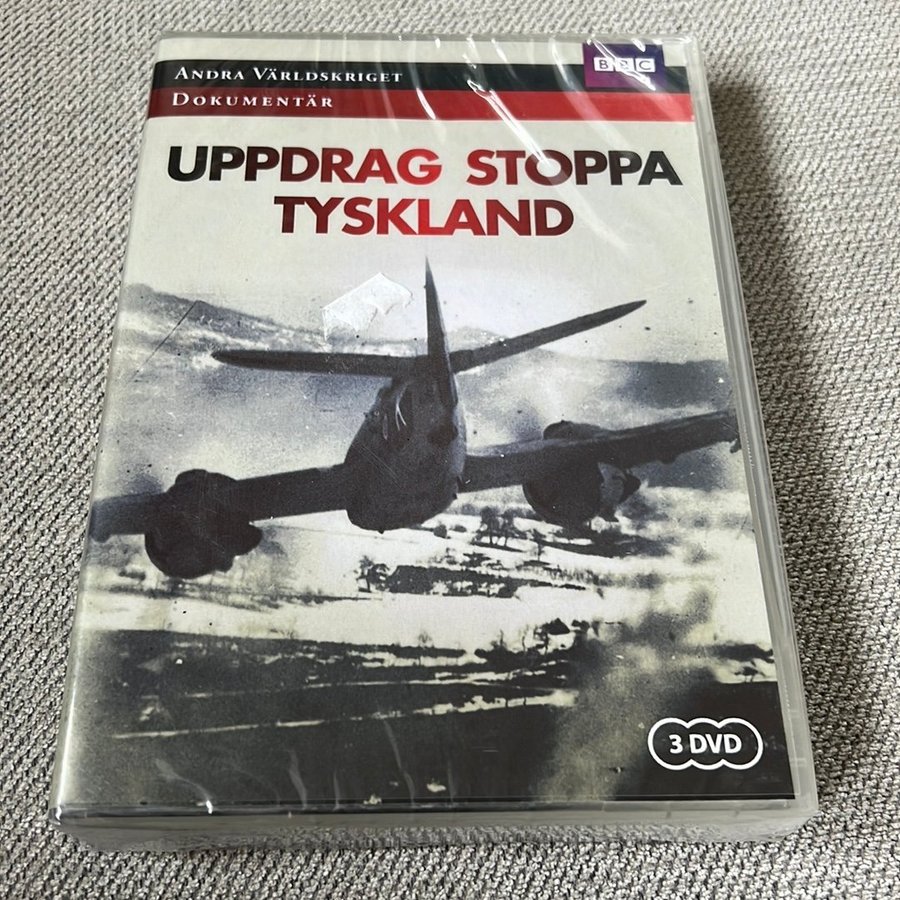 ANDRA VÄRLDSKRIGET
DOKUMENTÄR
BBC
UPPDRAG STOPPA
TYSKLAND
3 DVD